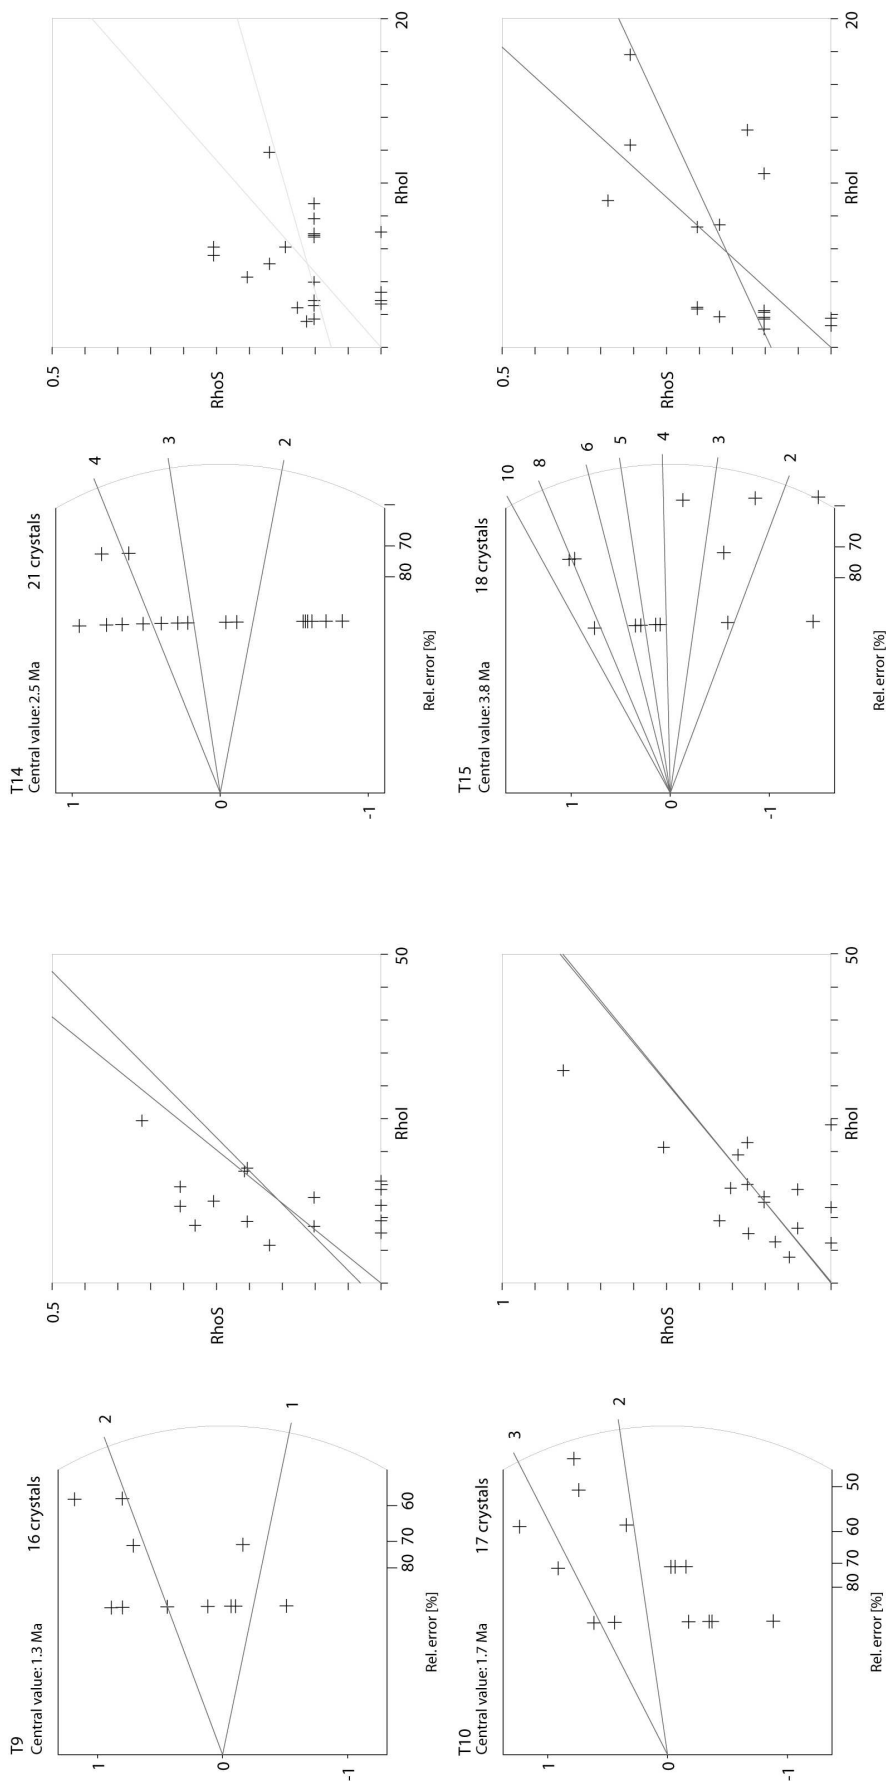 T9
Central value: 1.3 Ma
16 crystals
1
0
-1
2
1
80
70
60
Rel. error [%]
0.5
RhoS
RhoI
50
T14
Central value: 2.5 Ma
21 crystals
1
0
-1
4
3
2
80
70
Rel. error [%]
0.5
RhoS
RhoI
20
T10
Central value: 1.7 Ma
17 crystals
1
0
-1
3
2
80
70
60
50
Rel. error [%]
1
RhoS
RhoI
50
T15
Central value: 3.8 Ma
18 crystals
1
0
-1
10
8
6
5
4
3
2
80
70
Rel. error [%]
0.5
RhoS
RhoI
20